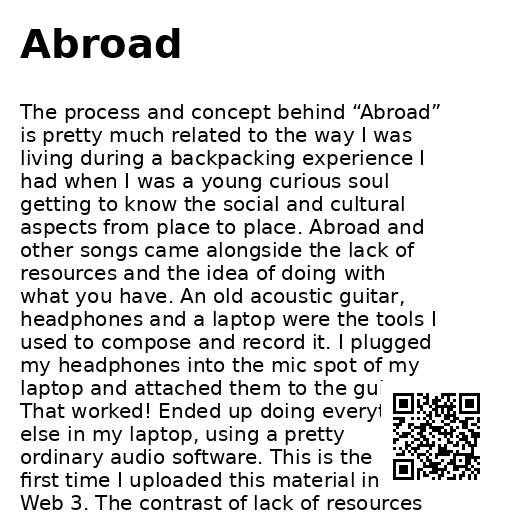 Abroad
The process and concept behind “Abroad”
is pretty much related to the way I was
living during a backpacking experience I
had when I was a young curious soul
getting to know the social and cultural
aspects from place to place. Abroad and
other songs came alongside the lack of
resources and the idea of doing with
what you have. An old acoustic guitar,
headphones and a laptop were the tools I
used to compose and record it. I plugged
my headphones into the mic spot of my
laptop and attached them to the
That worked! Ended up doing
else in my laptop, using a pretty
ordinary audio software. This is the
first time I uploaded this material in
Web 3. The contrast of lack of resources